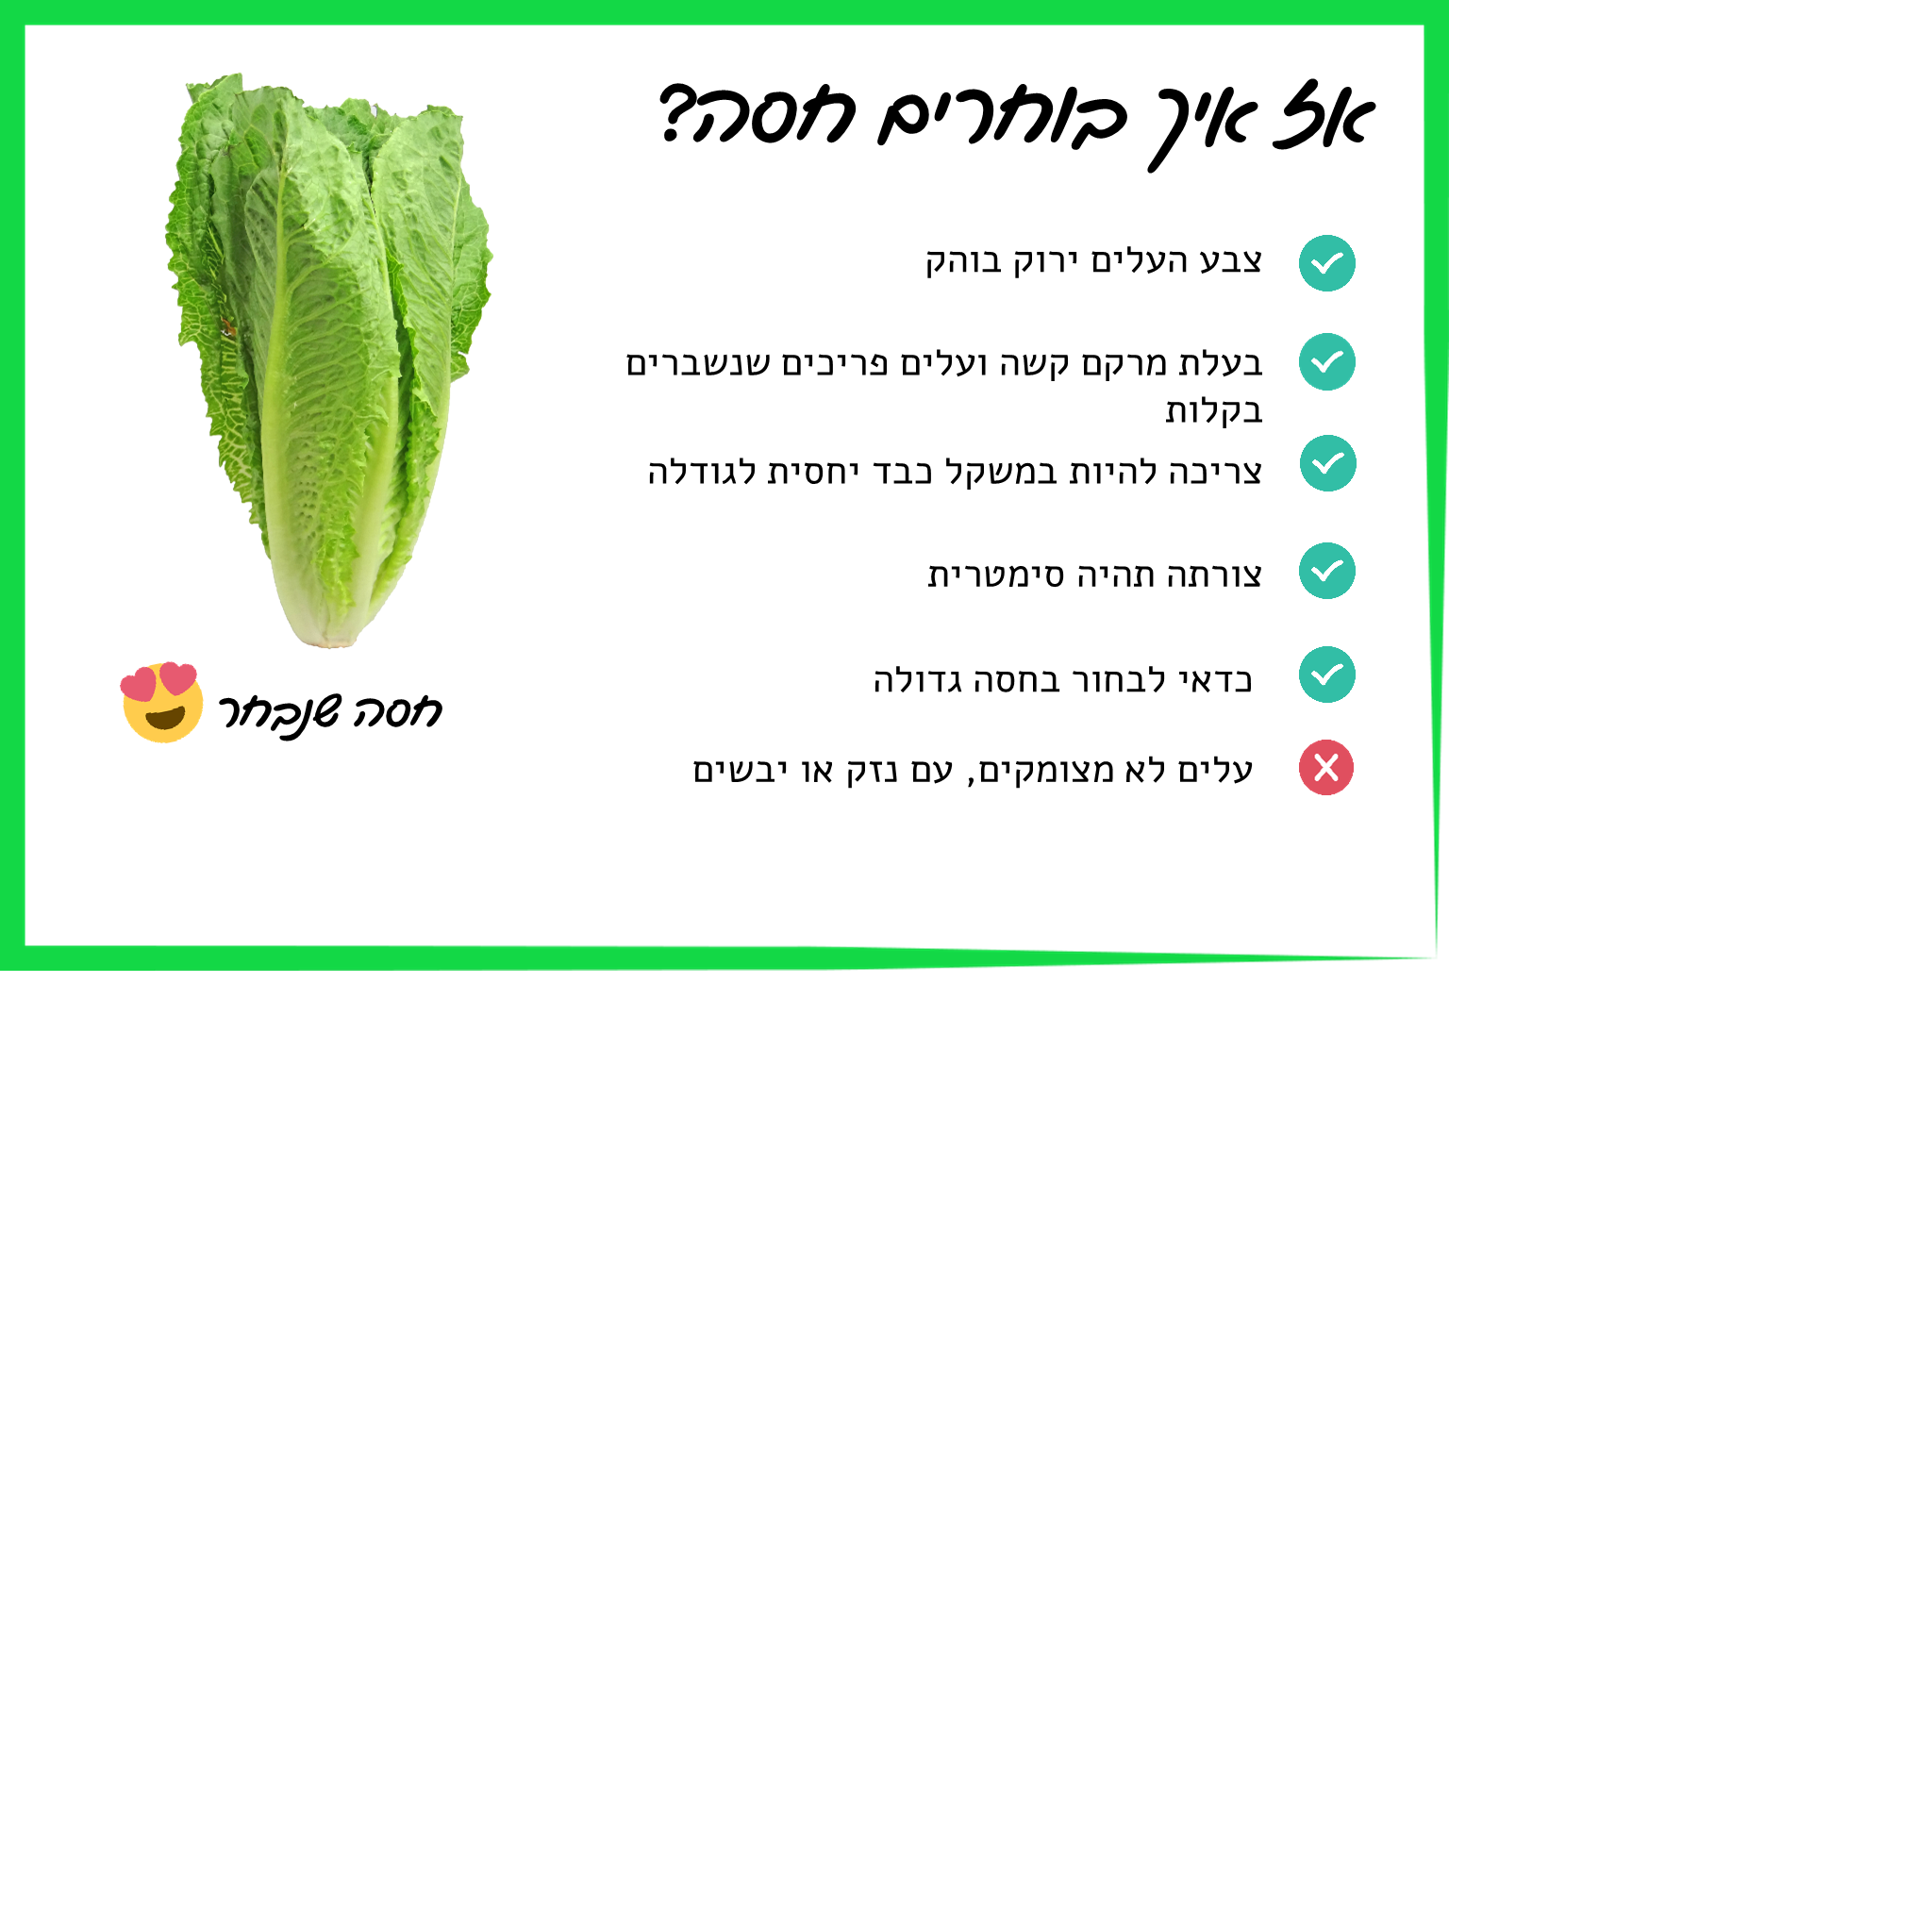 אז איך בוחרים חסה?
צבע העלים ירוק בוהק
בעלת מרקם קשה ועלים פריכים שנשברים
בקלות
צריכה להיות במשקל כבד יחסית לגודלה
צורתה תהיה סימטרית
כדאי לבחור בחסה גדולה
עלים לא מצומקים, עם נזק או יבשים
חסה שנבחר